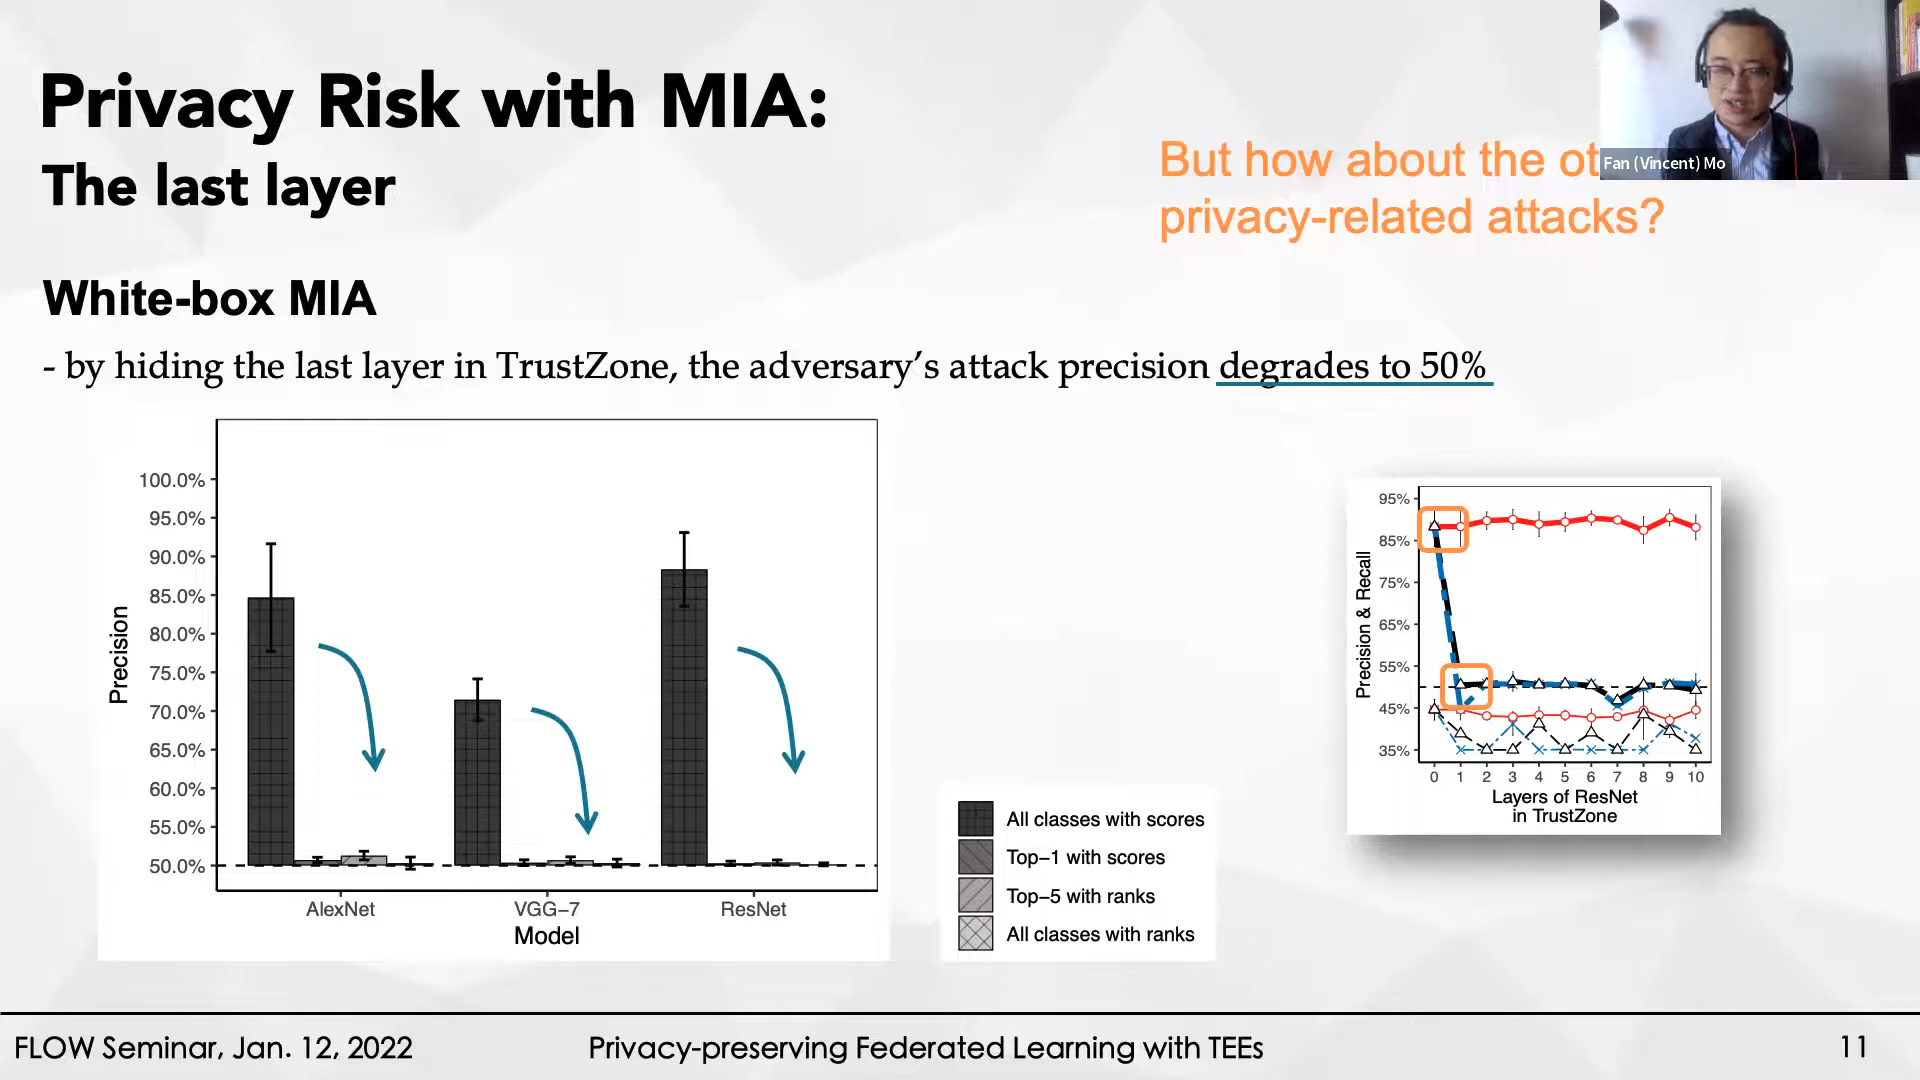 Privacy Risk with MIA:
The last layer
But how about the
privacy-related attacks?
Fan (Vincent) Mo
White-box MIA
- by hiding the last layer in TrustZone, the adversary's attack precision degrades to 50%
Precision
100.0%
95.0%
90.0%
85.0%
80.0%
75.0%
70.0%
65.0%
60.0%
55.0%
50.0%
AlexNet VGG−7 ResNet
Model
All classes with scores
Top−1 with scores
Top−5 with ranks
All classes with ranks
Precision & Recall
95%
85%
75%
65%
55%
45%
35%
0 1 2 3 4 5 6 7 8 9 10
Layers of ResNet
in TrustZone
FLOW Seminar, Jan. 12, 2022 Privacy-preserving Federated Learning with TEEs 11